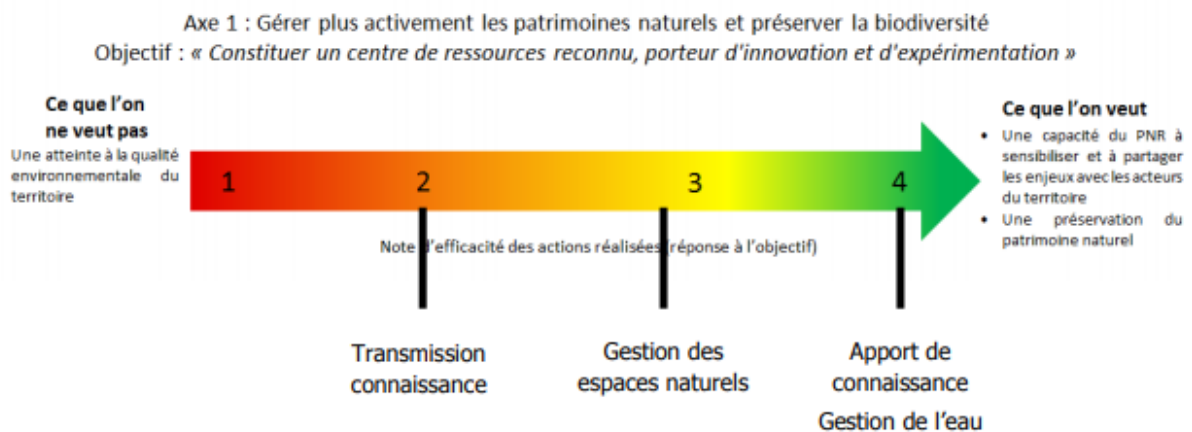 Axe 1 : Gérer plus activement les patrimoines naturels et préserver la biodiversité
Objectif : « Constituer un centre de ressources reconnu, porteur d'innovation et d'expérimentation »
Ce que l'on
ne veut pas
Une atteinte à la qualité
environnementale du
territoire
1
2
3
4
Ce que l'on veut
• Une capacité du PNR à
sensibiliser et à partager
les enjeux avec les acteurs
du territoire
• Une préservation du
patrimoine naturel
Note d'efficacité des actions réalisées (réponse à l'objectif)
Transmission
connaissance
Gestion des
espaces naturels
Apport de
connaissance
Gestion de l'eau